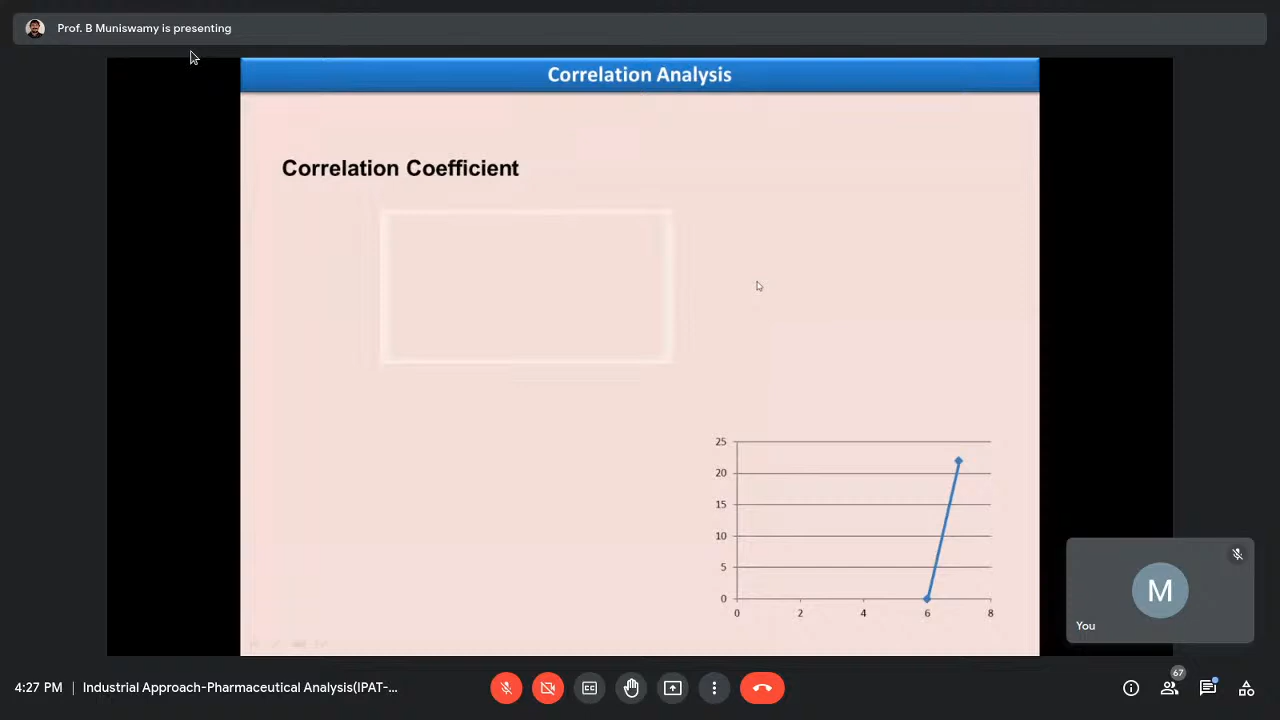 Prof. B Muniswamy is presenting
Correlation Analysis
Correlation Coefficient
25
20
15
10
5
0
0 2 4 6 8
M
You
4:27 PM | Industrial Approach-Pharmaceutical Analysis(IPAT-...
CC
67